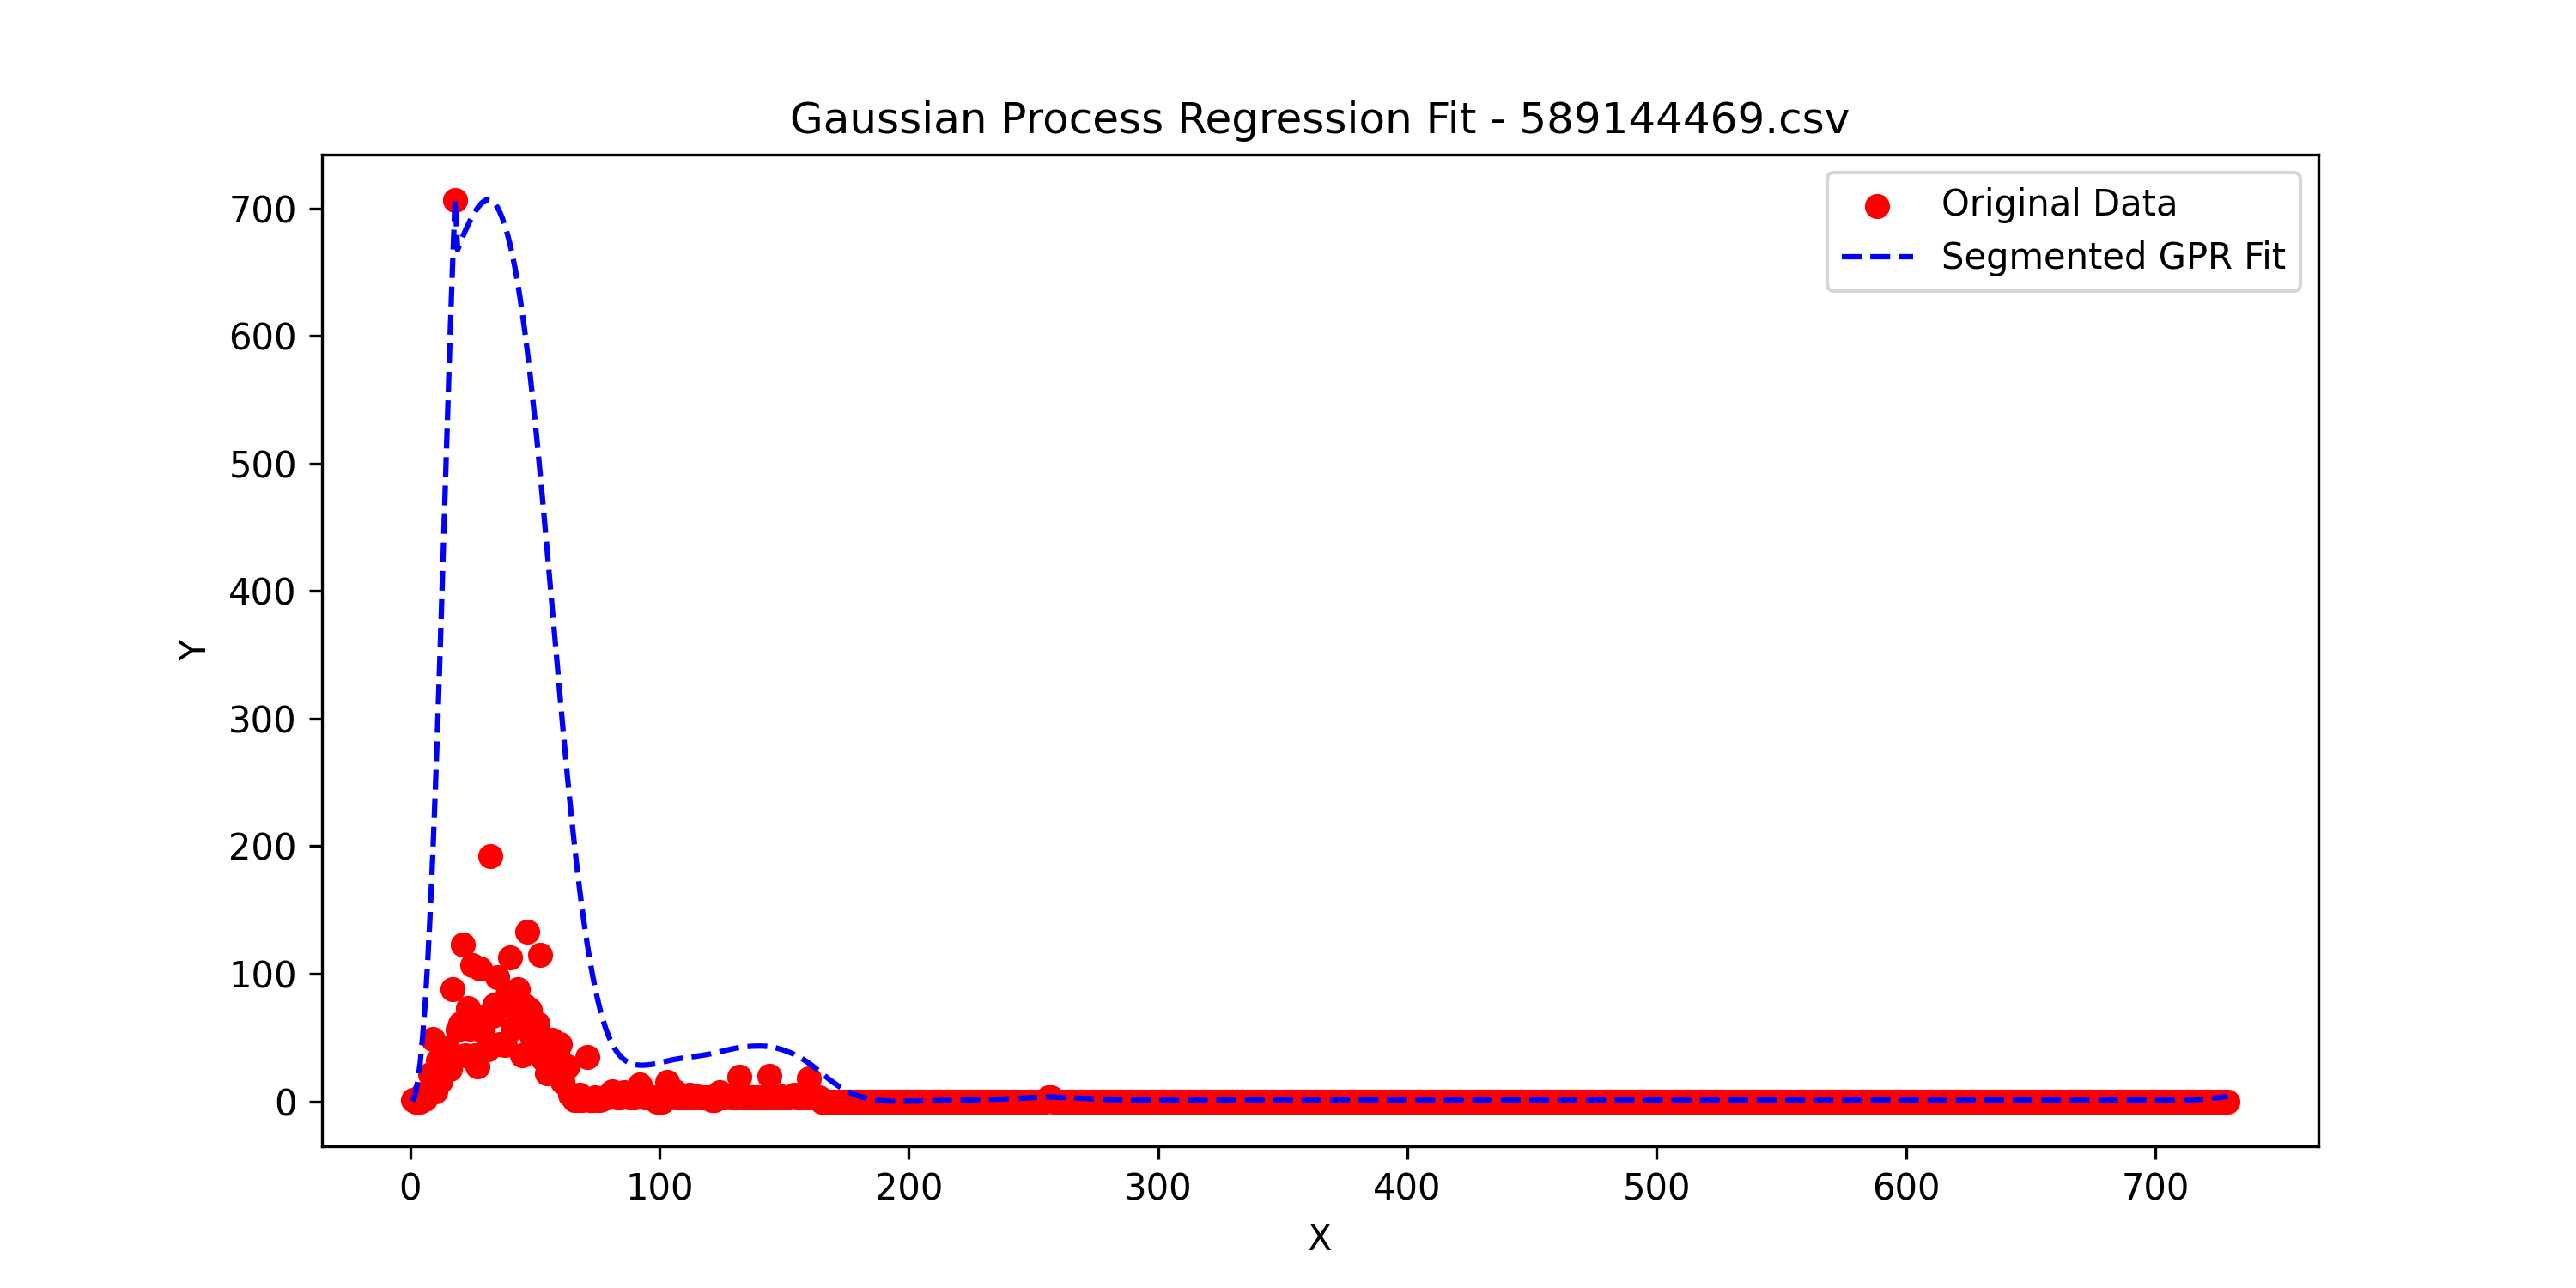 Gaussian Process Regression Fit - 589144469.csv
Original Data
Segmented GPR Fit
700
600
500
400
300
200
100
0
Y
0 100 200 300 400 500 600 700
X